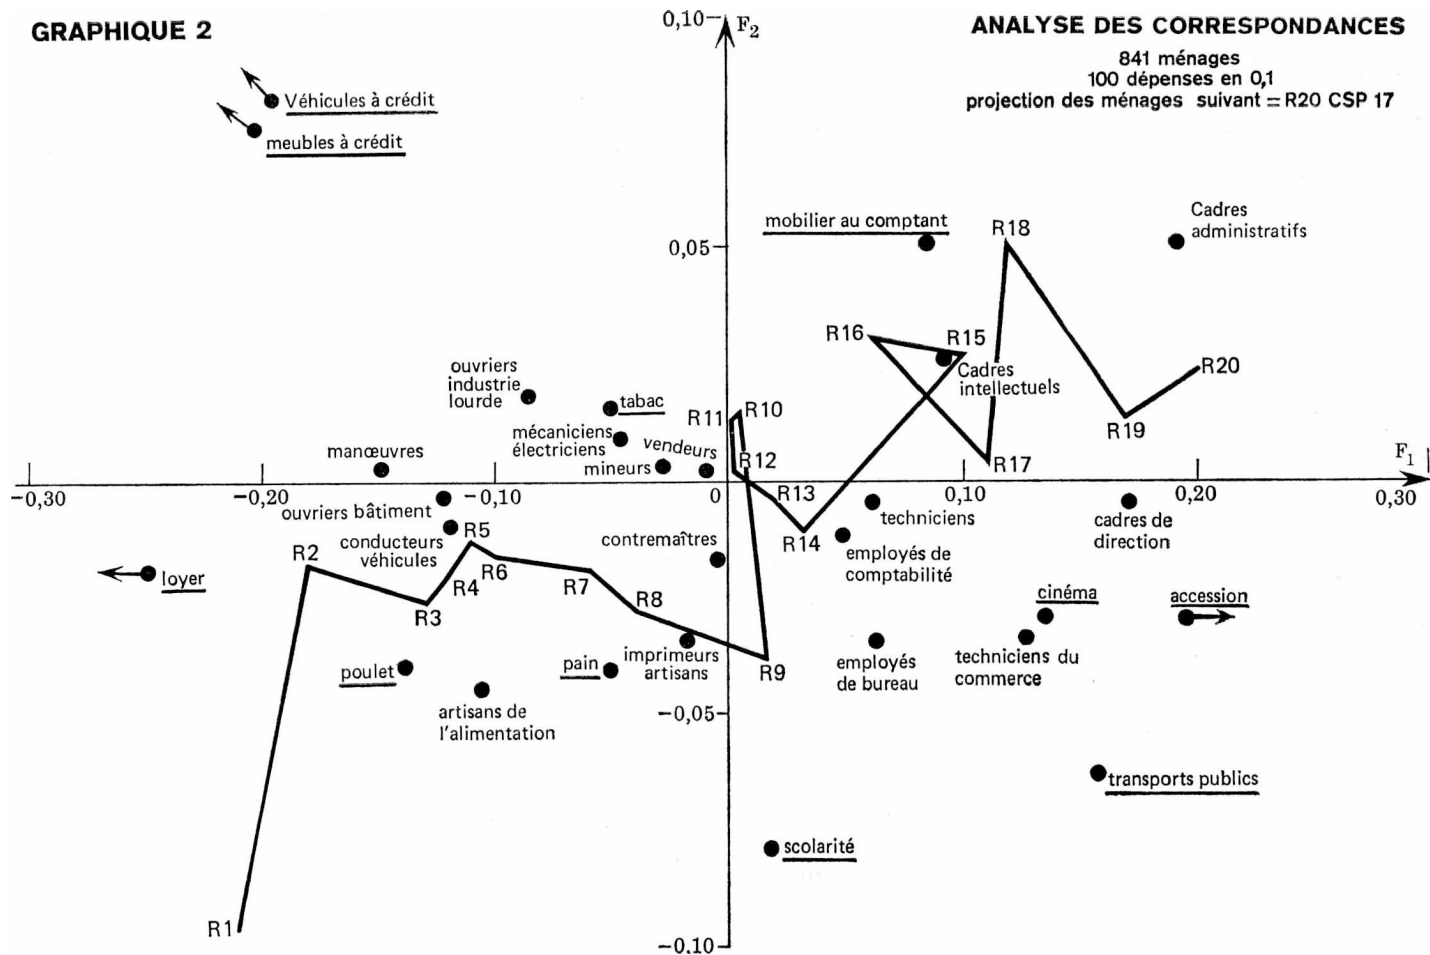 GRAPHIQUE 2
0,10
F2
ANALYSE DES CORRESPONDANCES
841 ménages
100 dépenses en 0,1
projection des ménages suivant = R20 CSP 17
Véhicules à crédit
meubles à crédit
mobilier au comptant
R18
Cadres
administratifs
0,05
R16
R15
Cadres
intellectuels
R20
ouvriers
industrie
lourde
tabac
R11
R10
R19
mécaniciens
électriciens
vendeurs
manœuvres
mineurs
R12
R17
F1
−0,30
−0,20
−0,10
0
0,10
0,20
0,30
R13
ouvriers bâtiment
techniciens
cadres de
direction
conducteurs
véhicules
R5
contremaîtres
R14
employés de
comptabilité
R2
R6
loyer
R4
R7
R8
cinéma
accession
R3
poulet
pain
imprimeurs
artisans
R9
employés
de bureau
techniciens du
commerce
artisans de
l'alimentation
−0,05
transports publics
scolarité
R1
−0.10